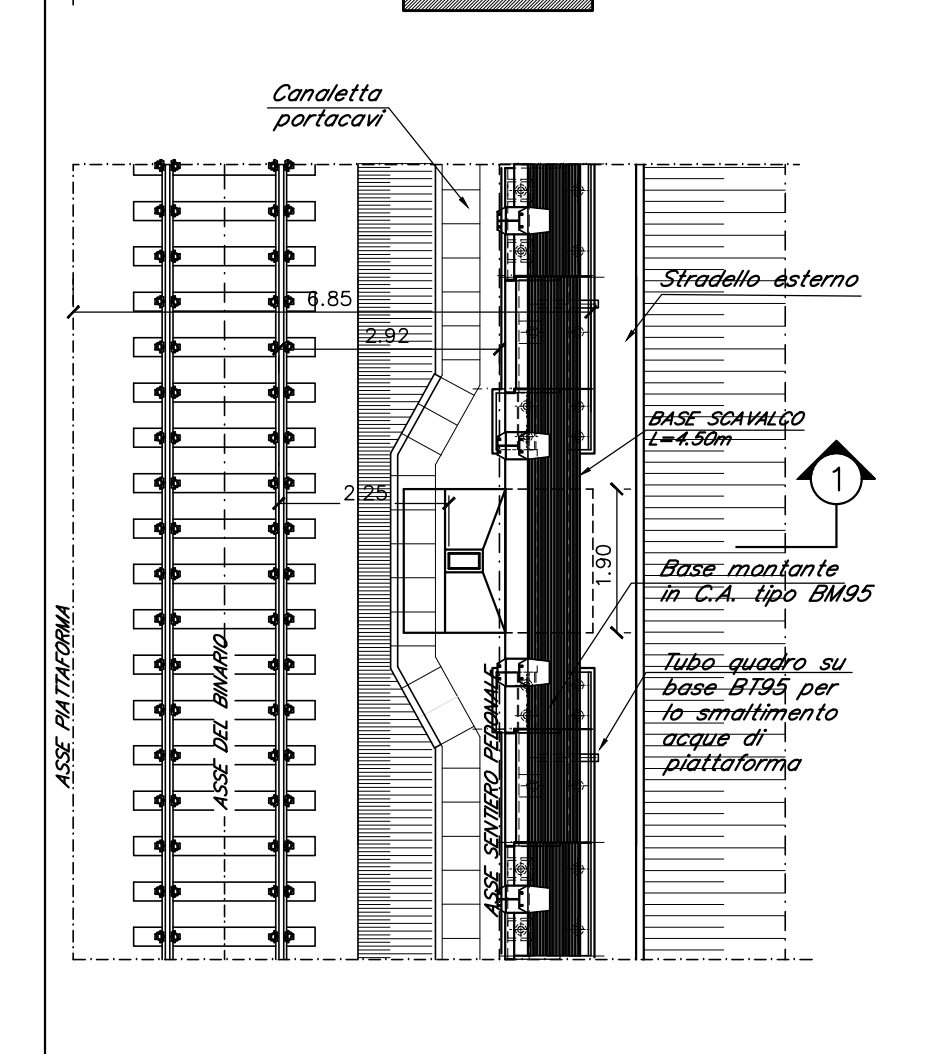 Canaletta
portacavi
Stradello esterno
6.85
2.92
BASE SCAVALCO
L=4.50m
1
2.25
1.90
Base montante
in C.A. tipo BM95
Tubo quadro su
base BT95 per
lo smaltimento
acque di
piattaforma
ASSE PIATTAFORMA
ASSE DEL BINARIO
ASSE SENTIERO PEDONALE